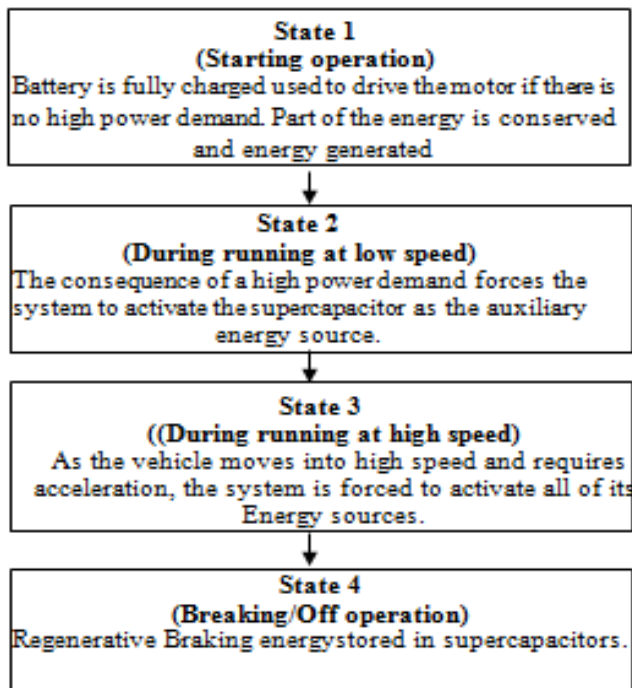 State 1
(Starting operation)
Battery is fully charged used to drive the motor if there is
no high power demand. Part of the energy is conserved
and energy generated
State 2
(During running at low speed)
The consequence of a high power demand forces the
system to activate the supercapacitor as the auxiliary
energy source.
State 3
((During running at high speed)
As the vehicle moves into high speed and requires
acceleration, the system is forced to activate all of its
Energy sources.
State 4
(Breaking/Off operation)
Regenerative Braking energystored in supercapacitors.